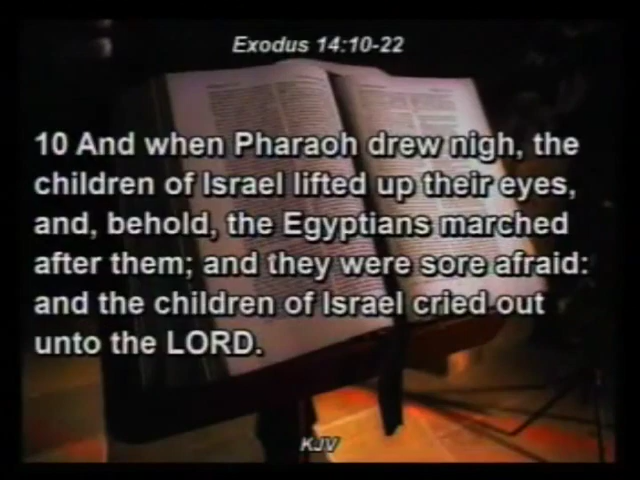 Exodus 14:10-22
10 And when Pharaoh drew nigh, the
children of Israel lifted up their eyes,
and, behold, the Egyptians marched
after them; and they were sore afraid:
and the children of Israel cried out
unto the LORD.
KJV